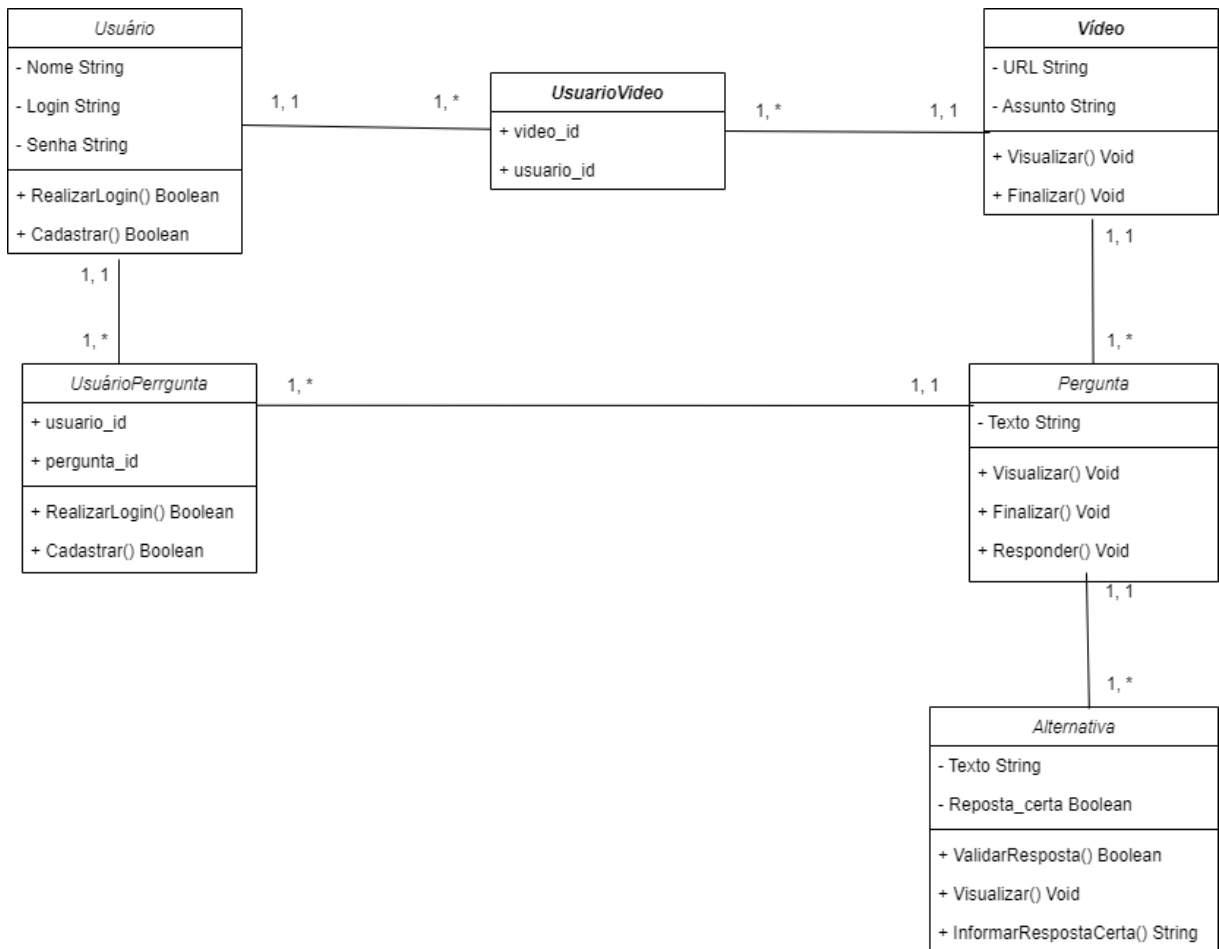 Usuário
- Nome String
- Login String
- Senha String
+ RealizarLogin() Boolean
+ Cadastrar() Boolean
1, 1
1, *
UsuarioVideo
+ video_id
+ usuario_id
1, *
1, 1
Vídeo
- URL String
- Assunto String
+ Visualizar() Void
+ Finalizar() Void
1, 1
1, *
1, 1
1, *
UsuárioPerrgunta
+ usuario_id
+ pergunta_id
+ RealizarLogin() Boolean
+ Cadastrar() Boolean
1, *
1, 1
Pergunta
- Texto String
+ Visualizar() Void
+ Finalizar() Void
+ Responder() Void
1, 1
1, *
Alternativa
- Texto String
- Reposta_certa Boolean
+ ValidarResposta() Boolean
+ Visualizar() Void
+ InformarRespostaCerta() String